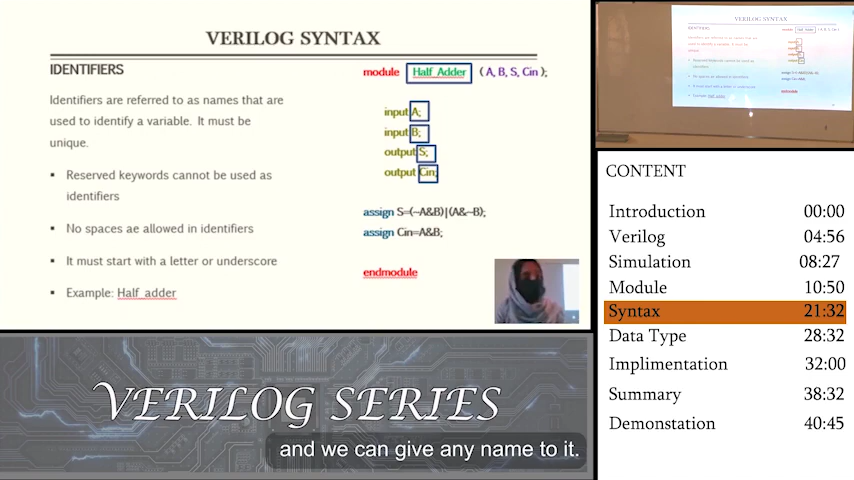 VERILOG SYNTAX
IDENTIFIERS
Identifiers are referred to as names that are
used to identify a variable. It must be
unique.
▪ Reserved keywords cannot be used as
identifiers
▪ No spaces ae allowed in identifiers
▪ It must start with a letter or underscore
▪ Example: Half_adder
module Half_Adder ( A, B, S, Cin );
input A;
input B;
output S;
output Cin;
assign S=(~A&B)|(A&~B);
assign Cin=A&B;
endmodule
VERILOG SYNTAX
CONTENT
Introduction 00:00
Verilog 04:56
Simulation 08:27
Module 10:50
Syntax 21:32
Data Type 28:32
Implimentation 32:00
Summary 38:32
Demonstation 40:45
VERILOG SERIES
and we can give any name to it.